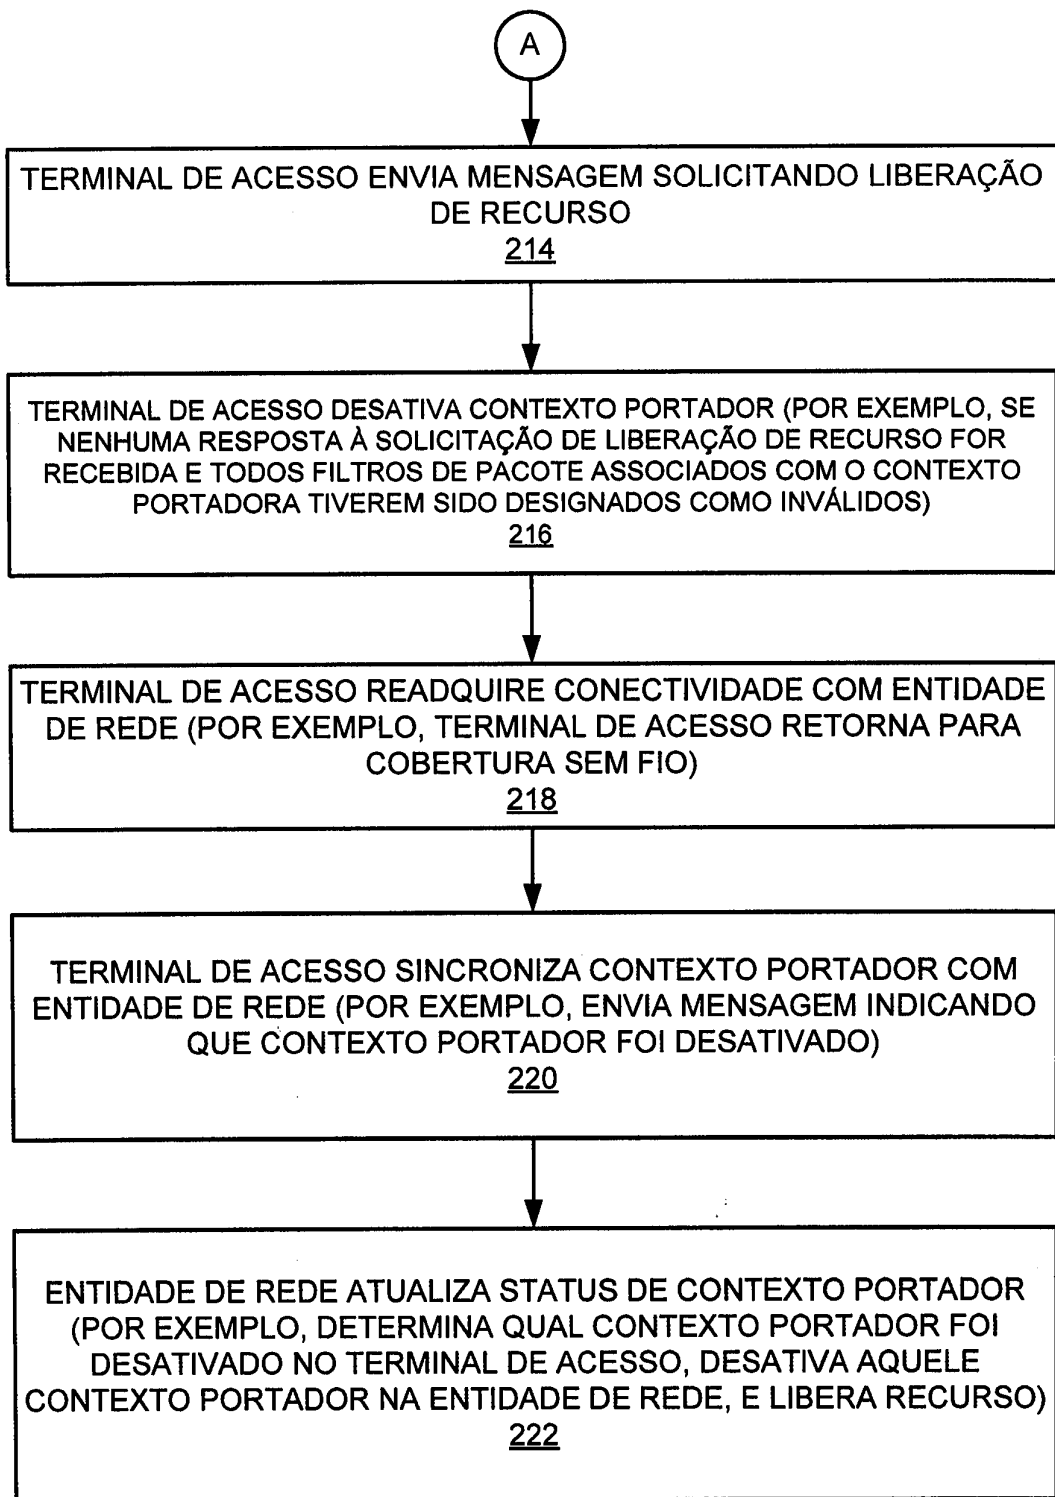 A
TERMINAL DE ACESSO ENVIA MENSAGEM SOLICITANDO LIBERAÇÃO
DE RECURSO
214
TERMINAL DE ACESSO DESATIVA CONTEXTO PORTADOR (POR EXEMPLO, SE
NENHUMA RESPOSTA À SOLICITAÇÃO DE LIBERAÇÃO DE RECURSO FOR
RECEBIDA E TODOS FILTROS DE PACOTE ASSOCIADOS COM O CONTEXTO
PORTADORA TIVEREM SIDO DESIGNADOS COMO INVÁLIDOS)
216
TERMINAL DE ACESSO READQUIRE CONECTIVIDADE COM ENTIDADE
DE REDE (POR EXEMPLO, TERMINAL DE ACESSO RETORNA PARA
COBERTURA SEM FIO)
218
TERMINAL DE ACESSO SINCRONIZA CONTEXTO PORTADOR COM
ENTIDADE DE REDE (POR EXEMPLO, ENVIA MENSAGEM INDICANDO
QUE CONTEXTO PORTADOR FOI DESATIVADO)
220
ENTIDADE DE REDE ATUALIZA STATUS DE CONTEXTO PORTADOR
(POR EXEMPLO, DETERMINA QUAL CONTEXTO PORTADOR FOI
DESATIVADO NO TERMINAL DE ACESSO, DESATIVA AQUELE
CONTEXTO PORTADOR NA ENTIDADE DE REDE, E LIBERA RECURSO)
222